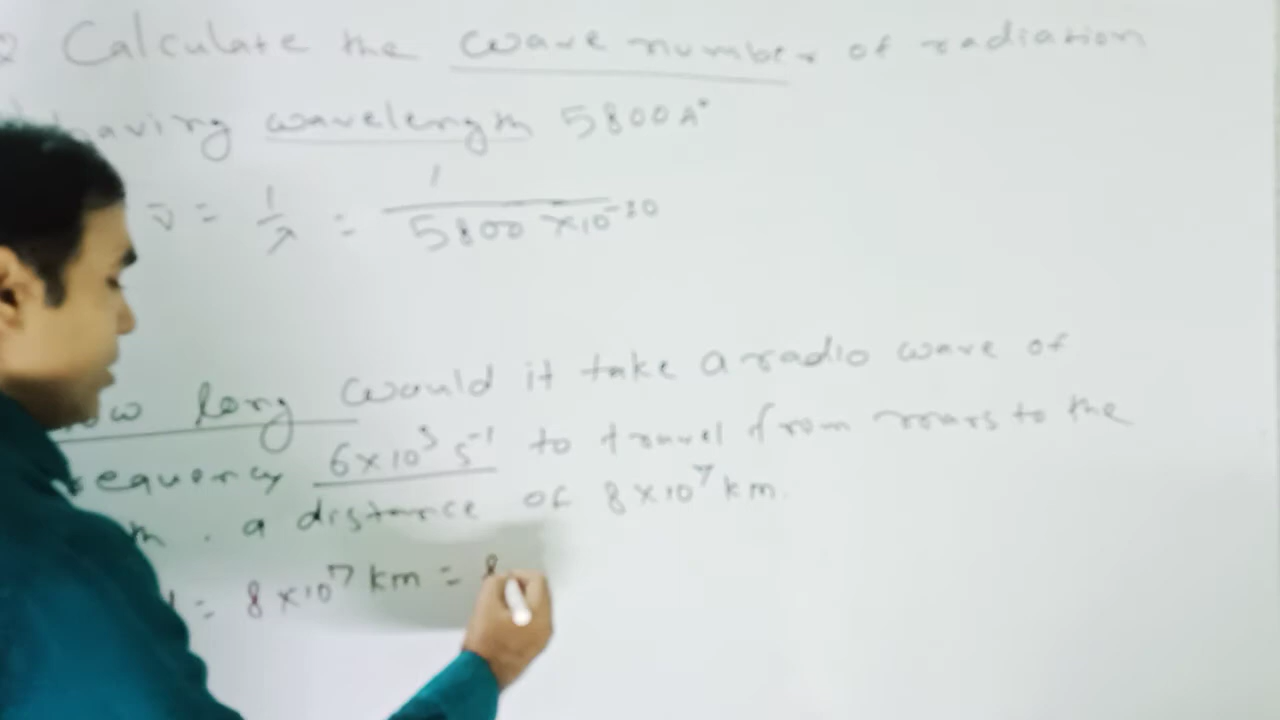 Calculate the wave number of radiation
having wavelength 5800 A°
ν̄ = 1/λ = 1/(5800 × 10⁻¹⁰)
How long would it take a radio wave of
frequency 6×10³ s⁻¹ to travel from mars to the
. a distance of 8×10⁷ km.
= 8×10⁷ km = 8